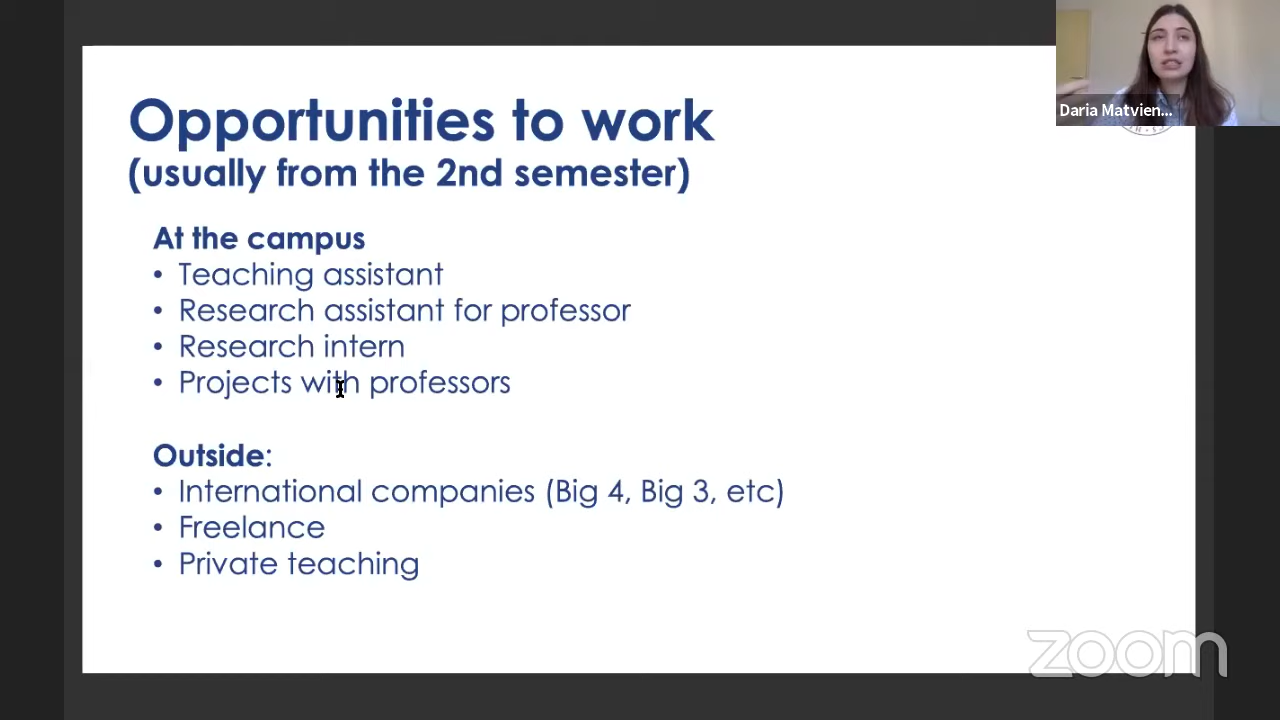 Opportunities to work
(usually from the 2nd semester)
At the campus
• Teaching assistant
• Research assistant for professor
• Research intern
• Projects with professors
Outside:
• International companies (Big 4, Big 3, etc)
• Freelance
• Private teaching
Daria Matvien...
zoom